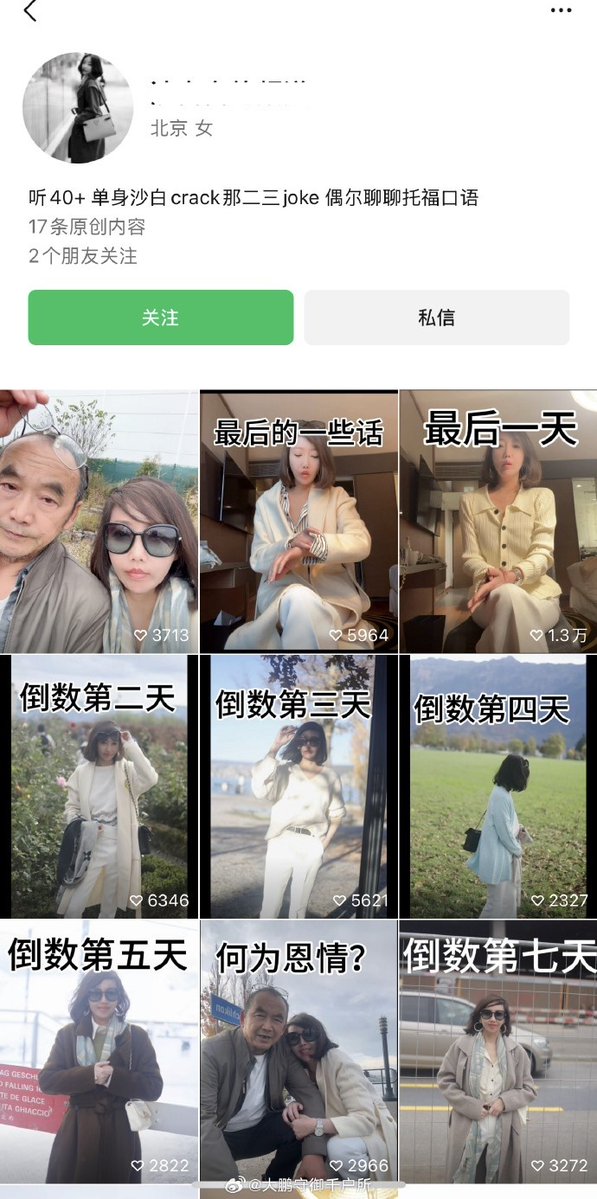 北京 女
听40+ 单身沙白crack那二三joke 偶尔聊聊托福口语
17条原创内容
2个朋友关注
关注
私信
3713
最后的一些话
5964
最后一天
1.3万
倒数第二天
6346
倒数第三天
5621
倒数第四天
2327
倒数第五天
2822
何为恩情?
2966
倒数第七天
3272
@大鹏守御千户所